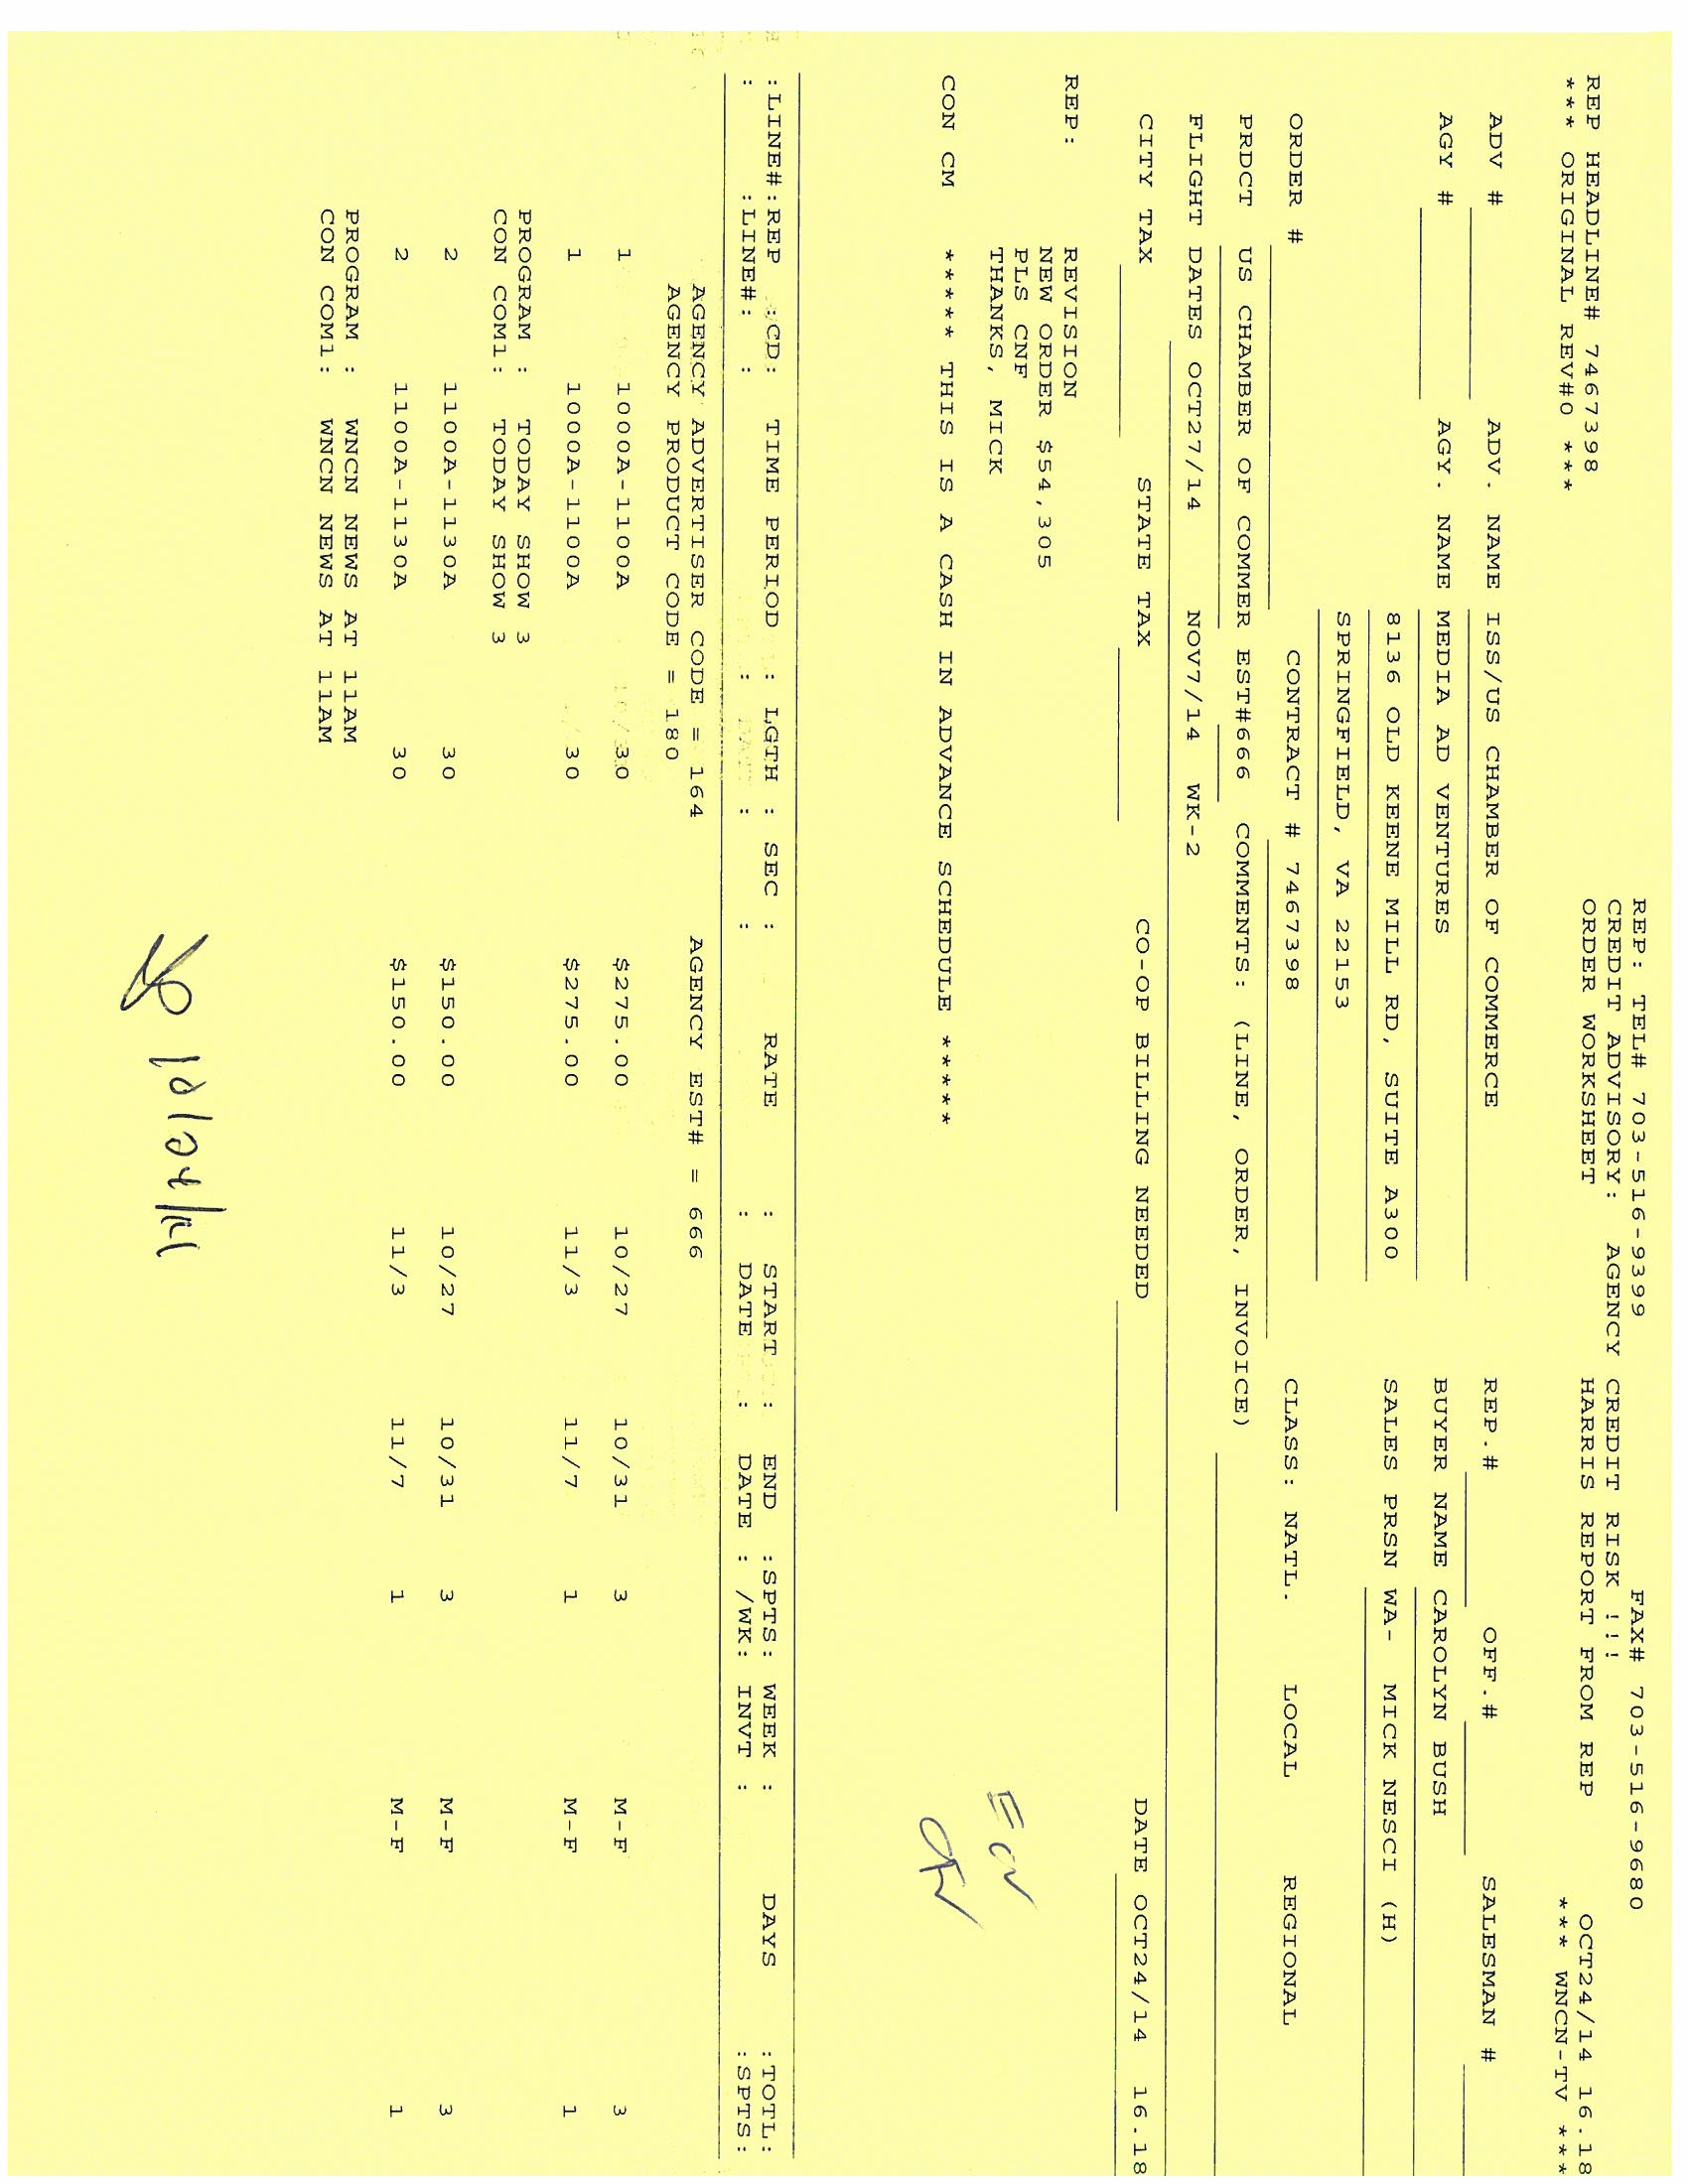 REP: TEL# 703-516-9399 FAX# 703-516-9680
CREDIT ADVISORY: AGENCY CREDIT RISK !!!
REP HEADLINE# 7467398 ORDER WORKSHEET HARRIS REPORT FROM REP OCT24/14 16.18
*** ORIGINAL REV#0 *** *** WNCN-TV ***
ADV # ADV. NAME ISS/US CHAMBER OF COMMERCE REP.# OFF.# SALESMAN #
AGY # AGY. NAME MEDIA AD VENTURES BUYER NAME CAROLYN BUSH
8136 OLD KEENE MILL RD, SUITE A300 SALES PRSN WA- MICK NESCI (H)
SPRINGFIELD, VA 22153
ORDER # CONTRACT # 7467398 CLASS: NATL. LOCAL REGIONAL
PRDCT US CHAMBER OF COMMER EST#666 COMMENTS: (LINE, ORDER, INVOICE)
FLIGHT DATES OCT27/14 NOV7/14 WK-2
CITY TAX STATE TAX CO-OP BILLING NEEDED DATE OCT24/14 16.18
REP: REVISION
NEW ORDER $54,305
PLS CNF
THANKS, MICK
CON CM ***** THIS IS A CASH IN ADVANCE SCHEDULE *****
:LINE#:REP :CD: TIME PERIOD : LGTH : SEC : RATE : START : END :SPTS: WEEK : DAYS :TOTL:
: :LINE#: : : : : : DATE : DATE : /WK: INVT : :SPTS:
AGENCY ADVERTISER CODE = 164 AGENCY EST# = 666
AGENCY PRODUCT CODE = 180
1 1000A-1100A 30 $275.00 10/27 10/31 3 M-F 3
1 1000A-1100A 30 $275.00 11/3 11/7 1 M-F 1
PROGRAM : TODAY SHOW 3
CON COM1: TODAY SHOW 3
2 1100A-1130A 30 $150.00 10/27 10/31 3 M-F 3
2 1100A-1130A 30 $150.00 11/3 11/7 1 M-F 1
PROGRAM : WNCN NEWS AT 11AM
CON COM1: WNCN NEWS AT 11AM